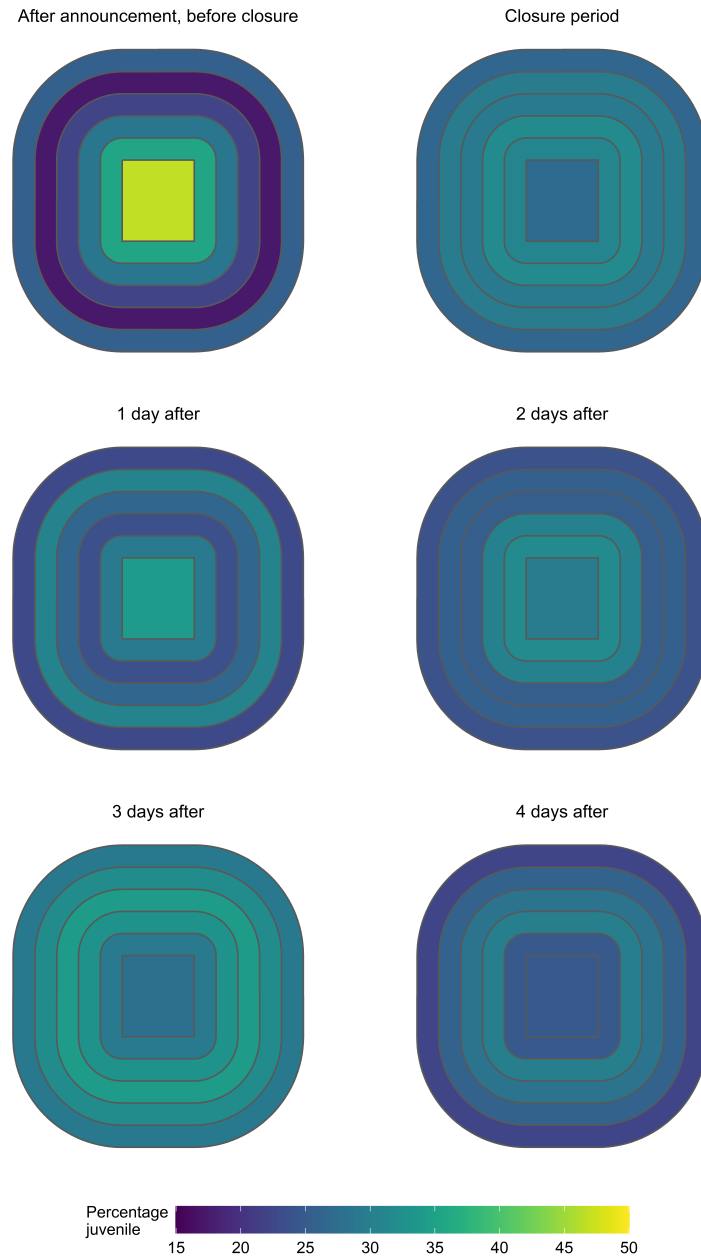 After announcement, before closure
Closure period
1 day after
2 days after
3 days after
4 days after
Percentage
juvenile
15 20 25 30 35 40 45 50